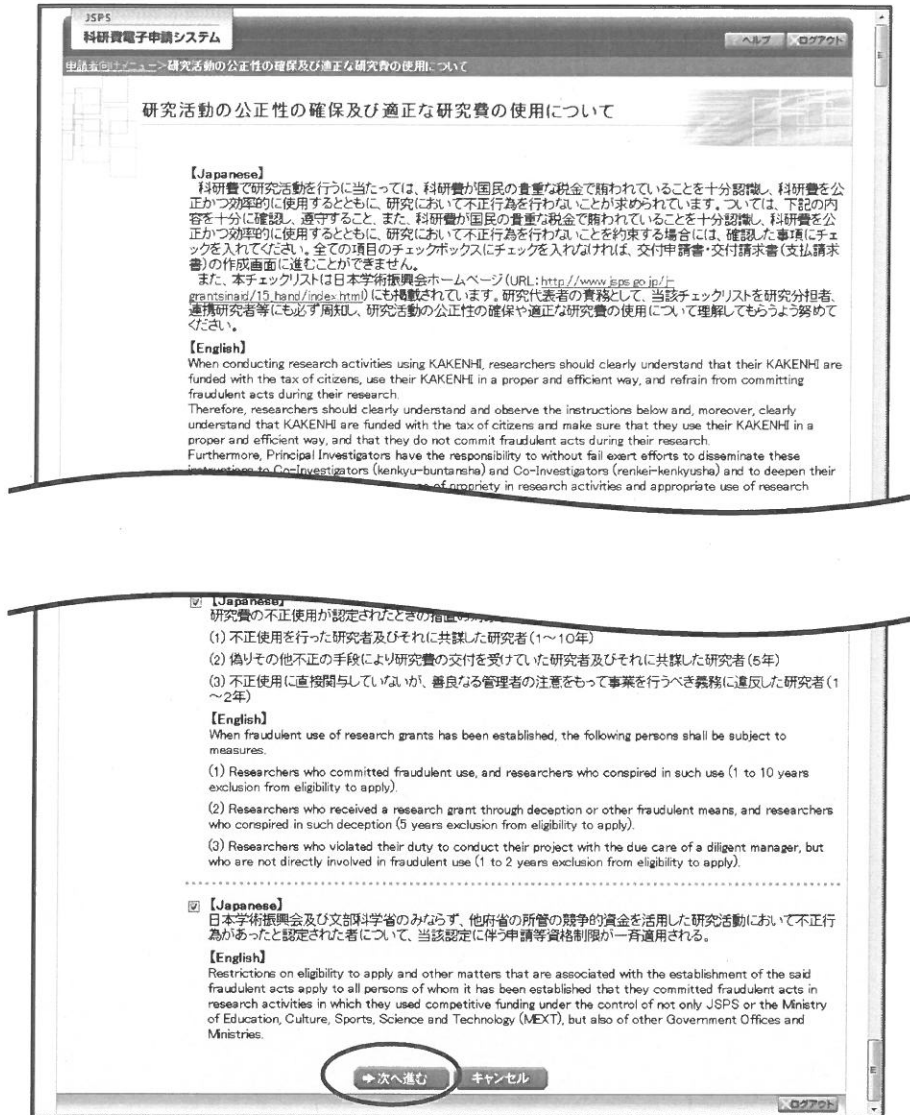 JSPS
科研費電子申請システム
ヘルプ
ログアウト
申請者向けメニュー>研究活動の公正性の確保及び適正な研究費の使用について
研究活動の公正性の確保及び適正な研究費の使用について
【Japanese】
科研費で研究活動を行うに当たっては、科研費が国民の貴重な税金で賄われていることを十分認識し、科研費を公
正かつ効率的に使用するとともに、研究において不正行為を行わないことが求められています。ついては、下記の内
容を十分に確認し、遵守すること、また、科研費が国民の貴重な税金で賄われていることを十分認識し、科研費を公
正かつ効率的に使用するとともに、研究において不正行為を行わないことを約束する場合には、確認した事項にチェ
ックを入れてください。全ての項目のチェックボックスにチェックを入れなければ、交付申請書・交付請求書(支払請求
書)の作成画面に進むことができません。
また、本チェックリストは日本学術振興会ホームページ(URL:http://www.jsps.go.jp/j-
grantsinaid/15_hand/index.html)にも掲載されています。研究代表者の責務として、当該チェックリストを研究分担者、
連携研究者等にも必ず周知し、研究活動の公正性の確保や適正な研究費の使用について理解してもらうよう努めて
ください。
【English】
When conducting research activities using KAKENHI, researchers should clearly understand that their KAKENHI are
funded with the tax of citizens, use their KAKENHI in a proper and efficient way, and refrain from committing
fraudulent acts during their research.
Therefore, researchers should clearly understand and observe the instructions below and, moreover, clearly
understand that KAKENHI are funded with the tax of citizens and make sure that they use their KAKENHI in a
proper and efficient way, and that they do not commit fraudulent acts during their research.
Furthermore, Principal Investigators have the responsibility to without fail exert efforts to disseminate these
instructions to Co-Investigators (kenkyu-buntansha) and Co-Investigators (renkei-kenkyusha) and to deepen their
of propriety in research activities and appropriate use of research
【Japanese】
研究費の不正使用が認定されたときの措置の対象
(1) 不正使用を行った研究者及びそれに共謀した研究者(1~10年)
(2) 偽りその他不正の手段により研究費の交付を受けていた研究者及びそれに共謀した研究者(5年)
(3) 不正使用に直接関与していないが、善良なる管理者の注意をもって事業を行うべき義務に違反した研究者(1
~2年)
【English】
When fraudulent use of research grants has been established, the following persons shall be subject to
measures.
(1) Researchers who committed fraudulent use, and researchers who conspired in such use (1 to 10 years
exclusion from eligibility to apply).
(2) Researchers who received a research grant through deception or other fraudulent means, and researchers
who conspired in such deception (5 years exclusion from eligibility to apply).
(3) Researchers who violated their duty to conduct their project with the due care of a diligent manager, but
who are not directly involved in fraudulent use (1 to 2 years exclusion from eligibility to apply).
【Japanese】
日本学術振興会及び文部科学省のみならず、他府省の所管の競争的資金を活用した研究活動において不正行
為があったと認定された者について、当該認定に伴う申請等資格制限が一斉適用される。
【English】
Restrictions on eligibility to apply and other matters that are associated with the establishment of the said
fraudulent acts apply to all persons of whom it has been established that they committed fraudulent acts in
research activities in which they used competitive funding under the control of not only JSPS or the Ministry
of Education, Culture, Sports, Science and Technology (MEXT), but also of other Government Offices and
Ministries.
次へ進む
キャンセル
ログアウト